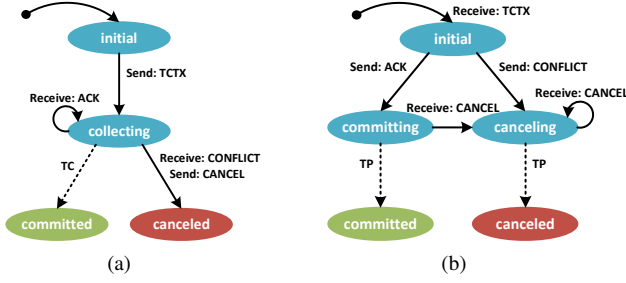 initial
Send: TCTX
Receive: ACK
collecting
TC
Receive: CONFLICT
Send: CANCEL
committed
canceled
(a)
Receive: TCTX
initial
Send: ACK
Send: CONFLICT
Receive: CANCEL
Receive: CANCEL
committing
canceling
TP
TP
committed
canceled
(b)